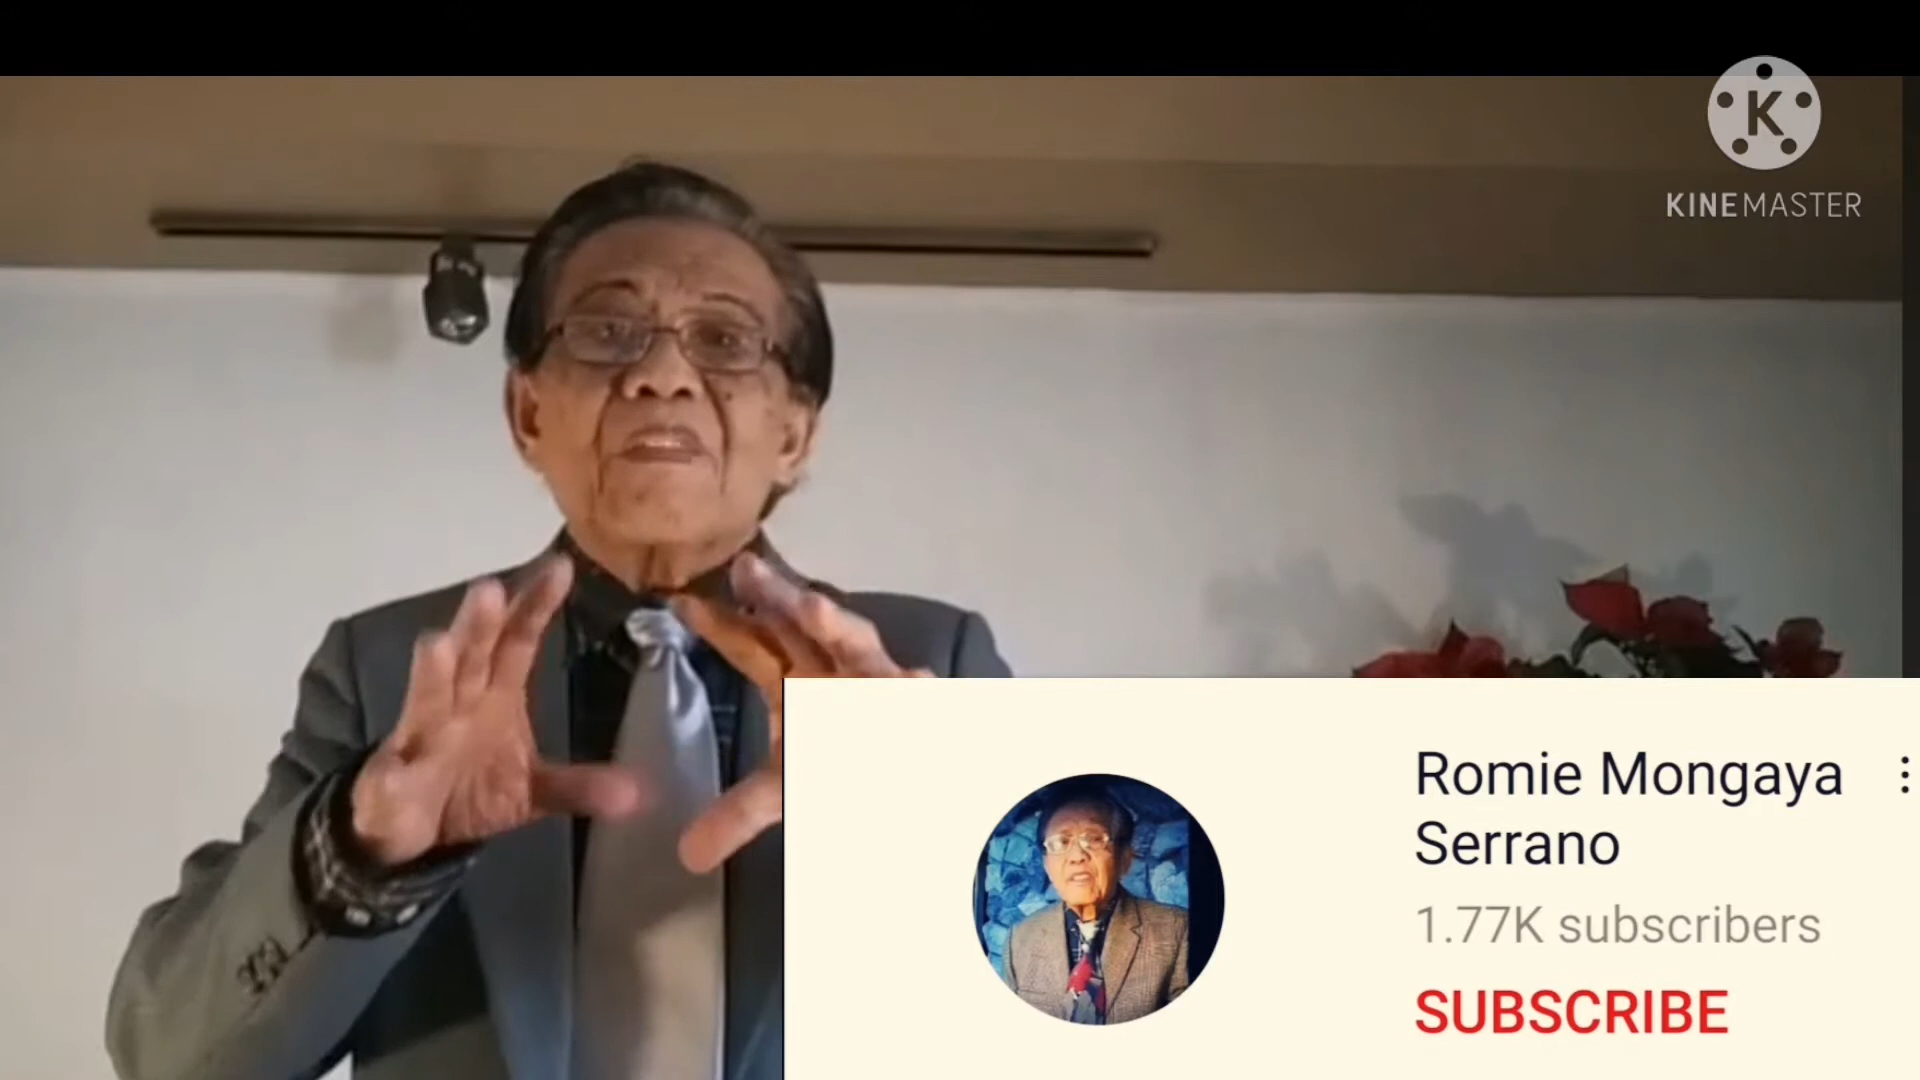 K
KINEMASTER
Romie Mongaya
Serrano
1.77K subscribers
SUBSCRIBE